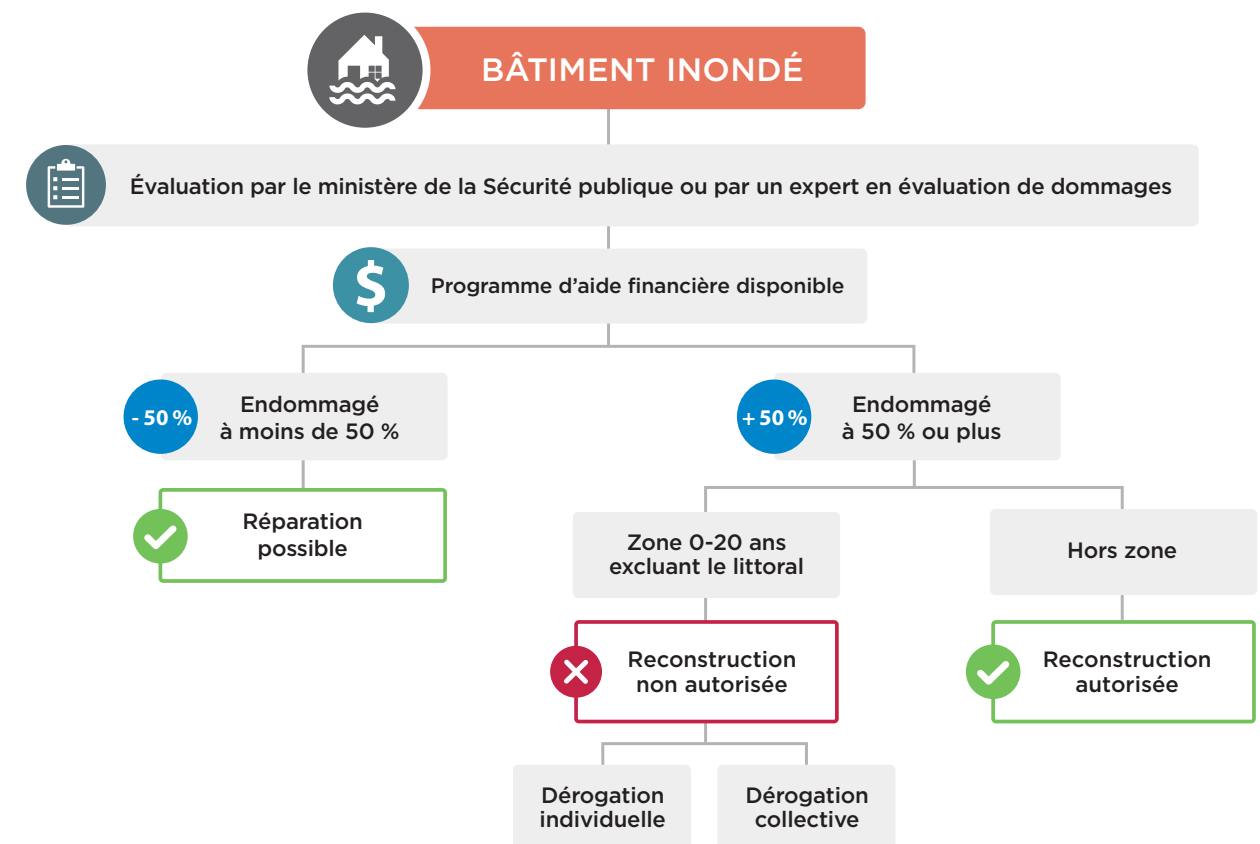 BÂTIMENT INONDÉ
Évaluation par le ministère de la Sécurité publique ou par un expert en évaluation de dommages
$
Programme d’aide financière disponible
- 50 %
Endommagé
à moins de 50 %
+ 50 %
Endommagé
à 50 % ou plus
Réparation
possible
Zone 0-20 ans
excluant le littoral
Hors zone
Reconstruction
non autorisée
Reconstruction
autorisée
Dérogation
individuelle
Dérogation
collective